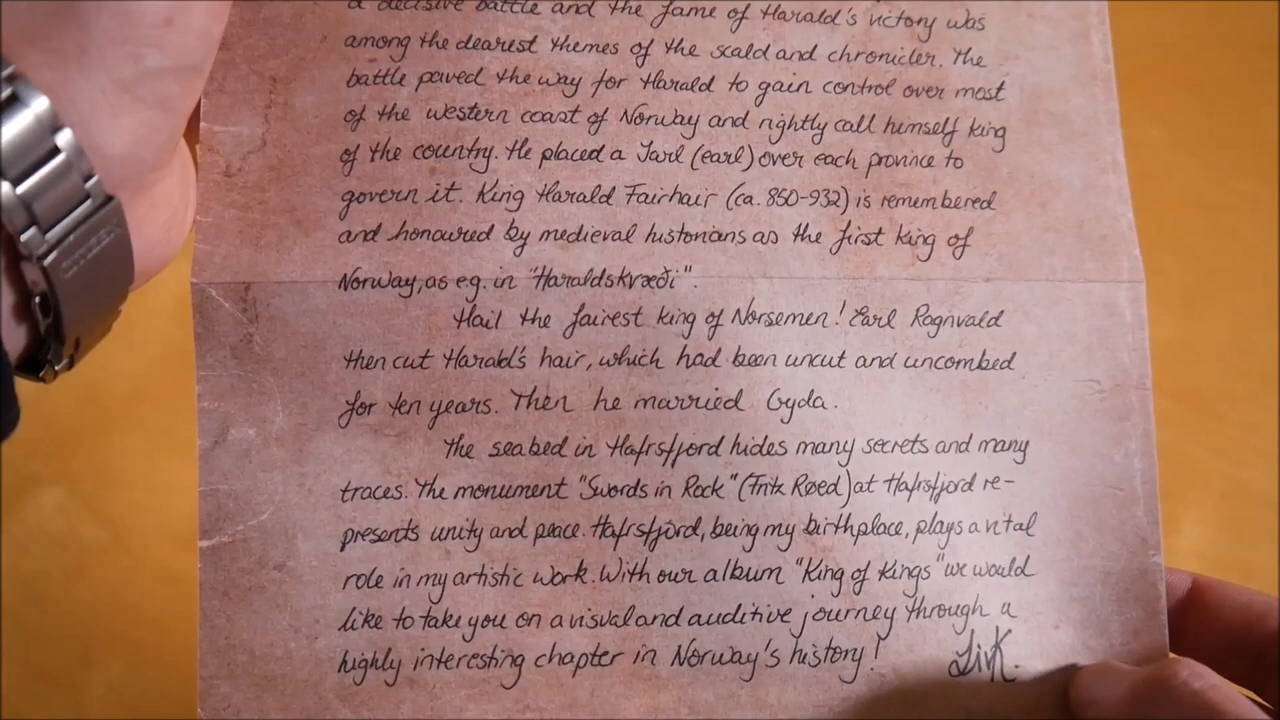 a decisive battle and the fame of Harald's victory was
among the dearest themes of the scald and chronicler. The
battle paved the way for Harald to gain control over most
of the western coast of Norway and rightly call himself king
of the country. He placed a Jarl (earl) over each province to
govern it. King Harald Fairhair (ca. 850-932) is remembered
and honoured by medieval historians as the first king of
Norway, as e.g. in "Haraldskvæði".
Hail the fairest king of Norsemen! Earl Ragnvald
then cut Harald's hair, which had been uncut and uncombed
for ten years. Then he married Gyda.
The seabed in Hafrsfjord hides many secrets and many
traces. The monument "Swords in Rock" (Fritz Røed) at Hafrsfjord re-
presents unity and peace. Hafrsfjord, being my birthplace, plays a vital
role in my artistic work. With our album "King of Kings" we would
like to take you on a visual and auditive journey through a
highly interesting chapter in Norway's history!
LivK.
CITIZEN